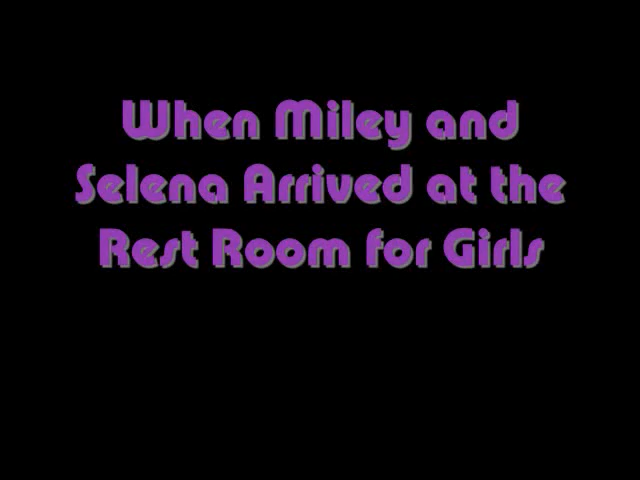 When Miley and
Selena Arrived at the
Rest Room for Girls